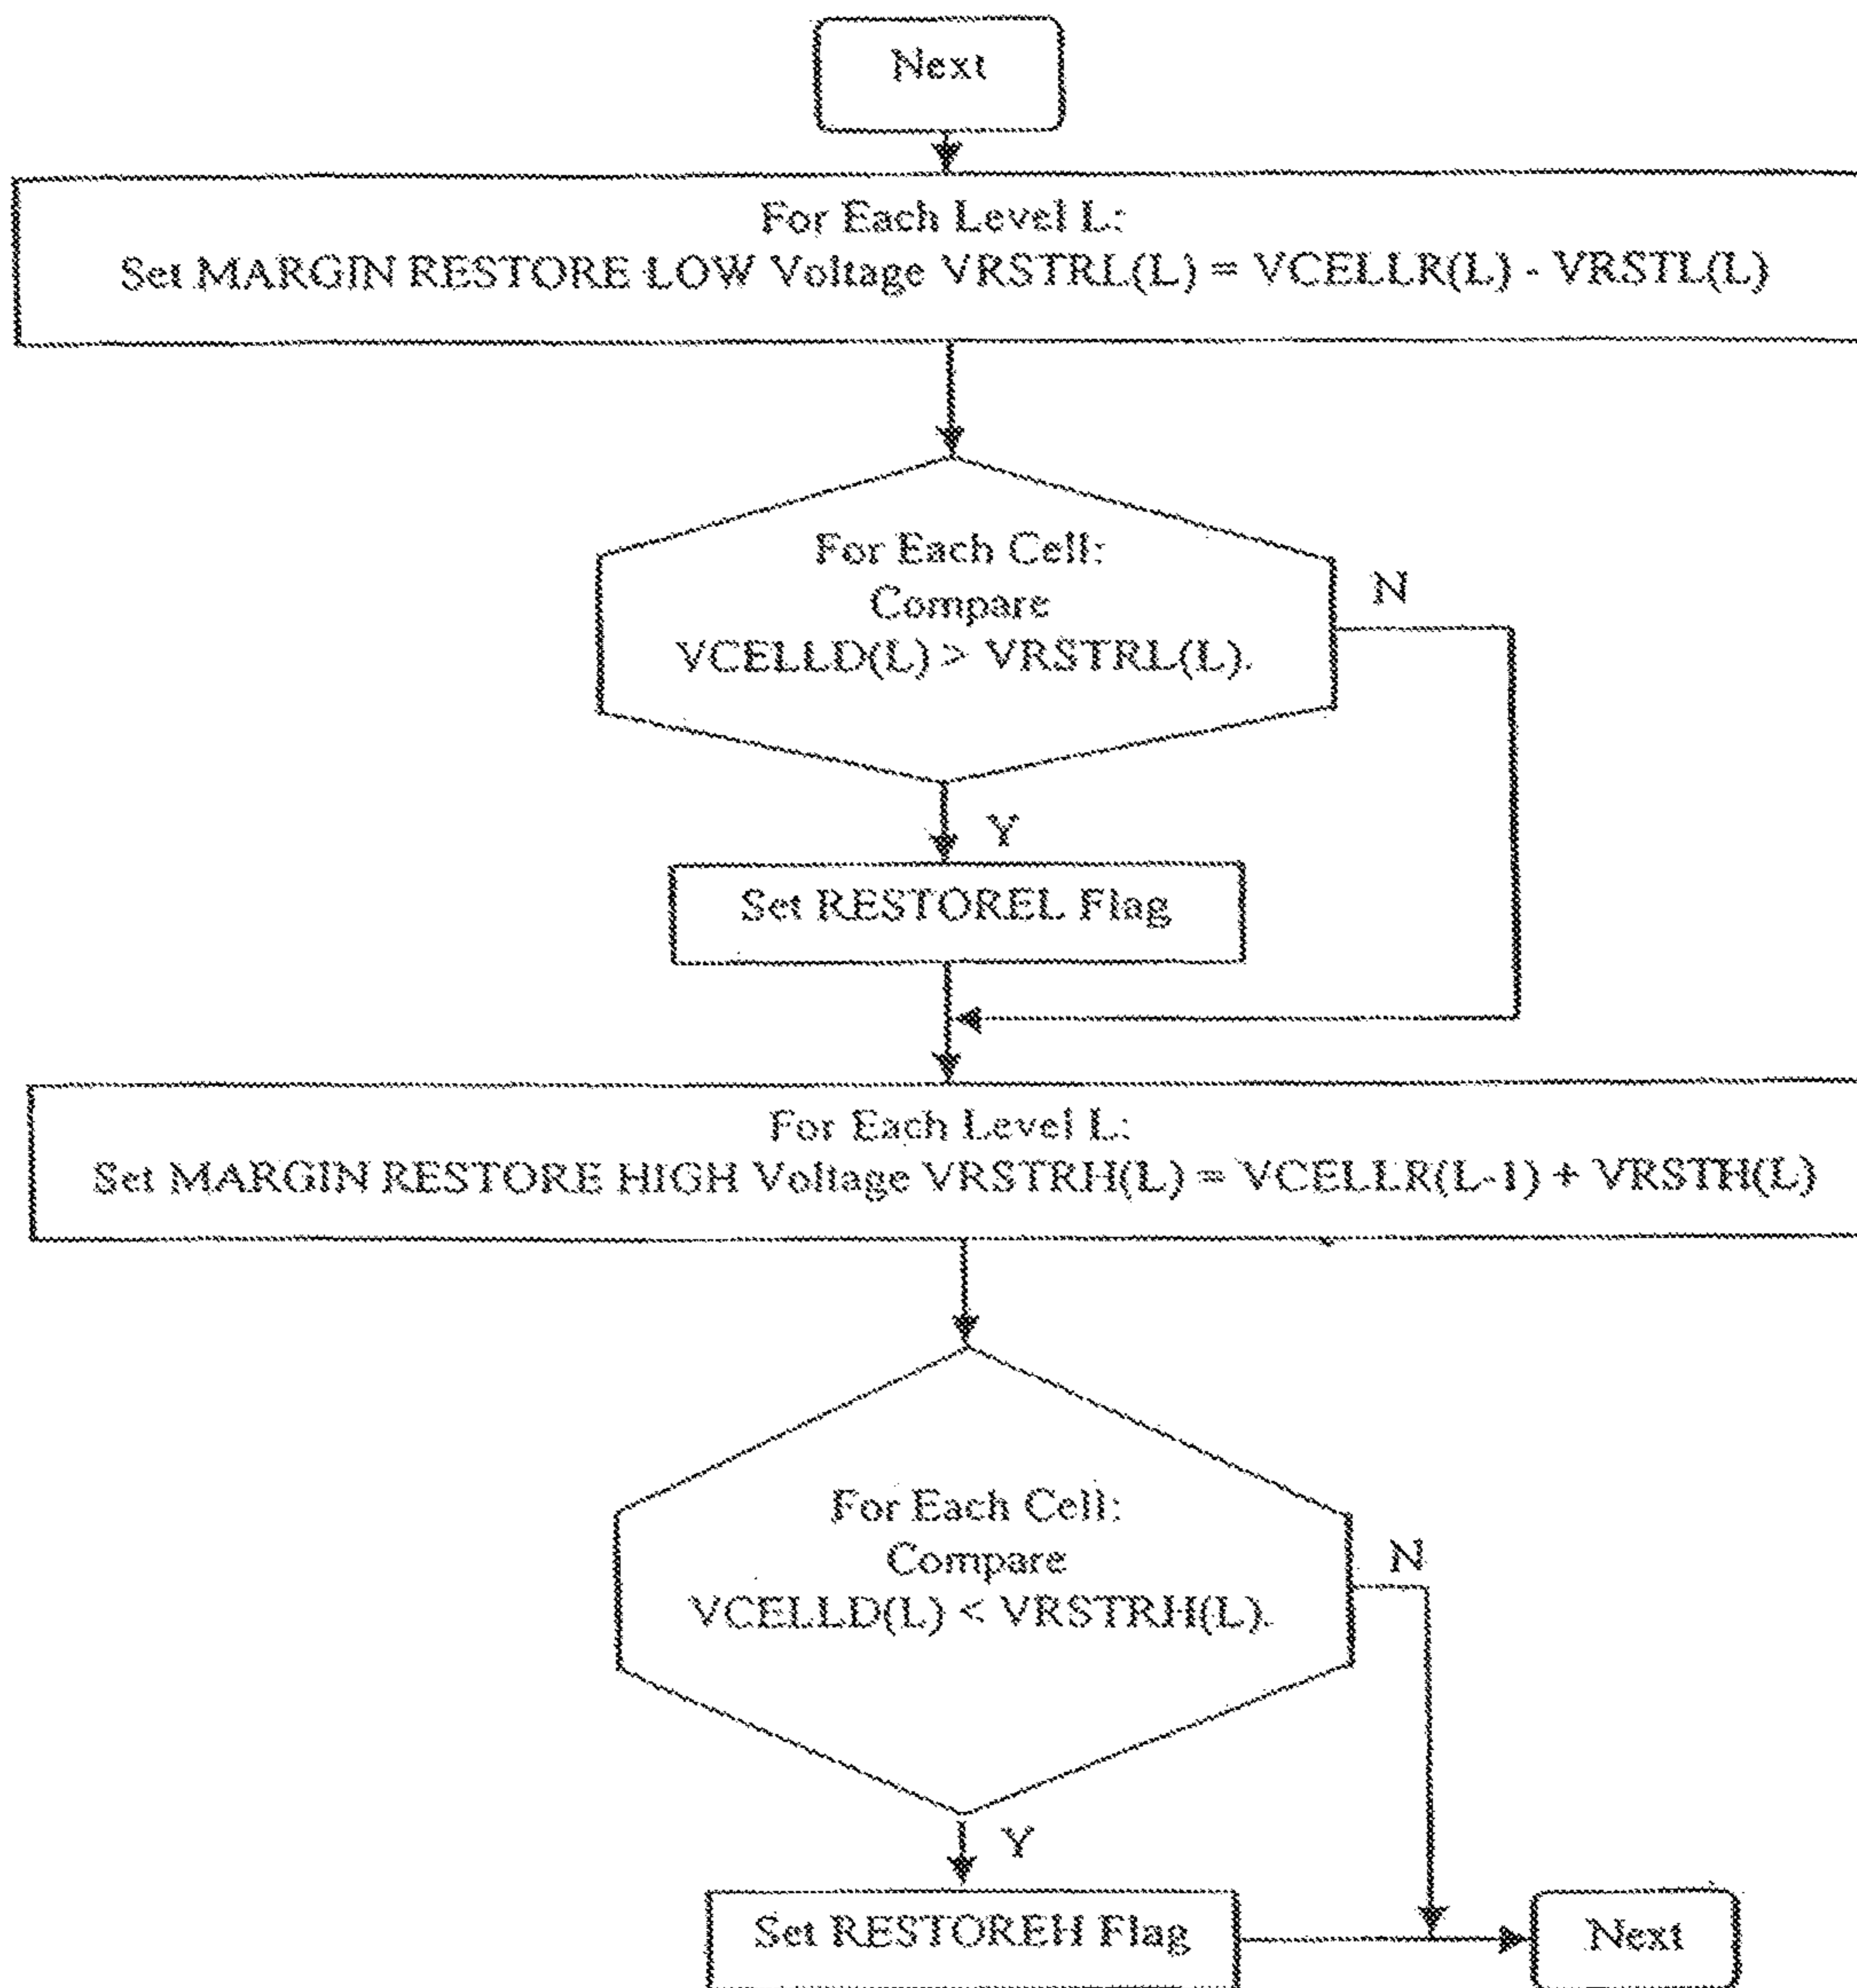 Next
For Each Level L:
Set MARGIN RESTORE LOW Voltage VRSTRL(L) = VCELLR(L) - VRSTL(L)
For Each Cell:
Compare
VCELLD(L) > VRSTRL(L).
N
Y
Set RESTOREL Flag
For Each Level L:
Set MARGIN RESTORE HIGH Voltage VRSTRH(L) = VCELLR(L-1) + VRSTH(L)
For Each Cell:
Compare
VCELLD(L) < VRSTRH(L).
N
Y
Set RESTOREH Flag
Next